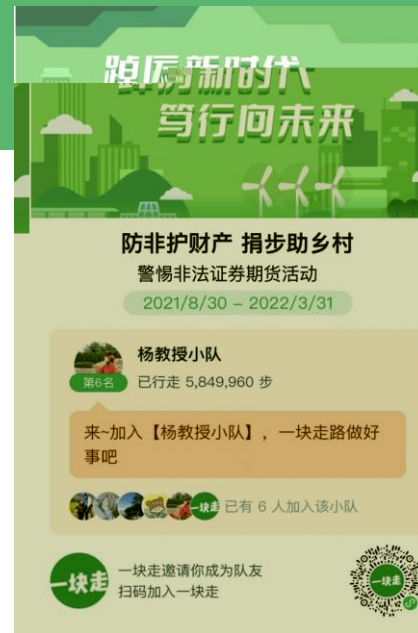 踔厉新时代
笃行向未来
防非护财产 捐步助乡村
警惕非法证券期货活动
2021/8/30 – 2022/3/31
杨教授小队
第6名
已行走 5,849,960 步
来~加入【杨教授小队】，一块走路做好
事吧
一块走
已有 6 人加入该小队
一块走
一块走邀请你成为队友
扫码加入一块走
一块走